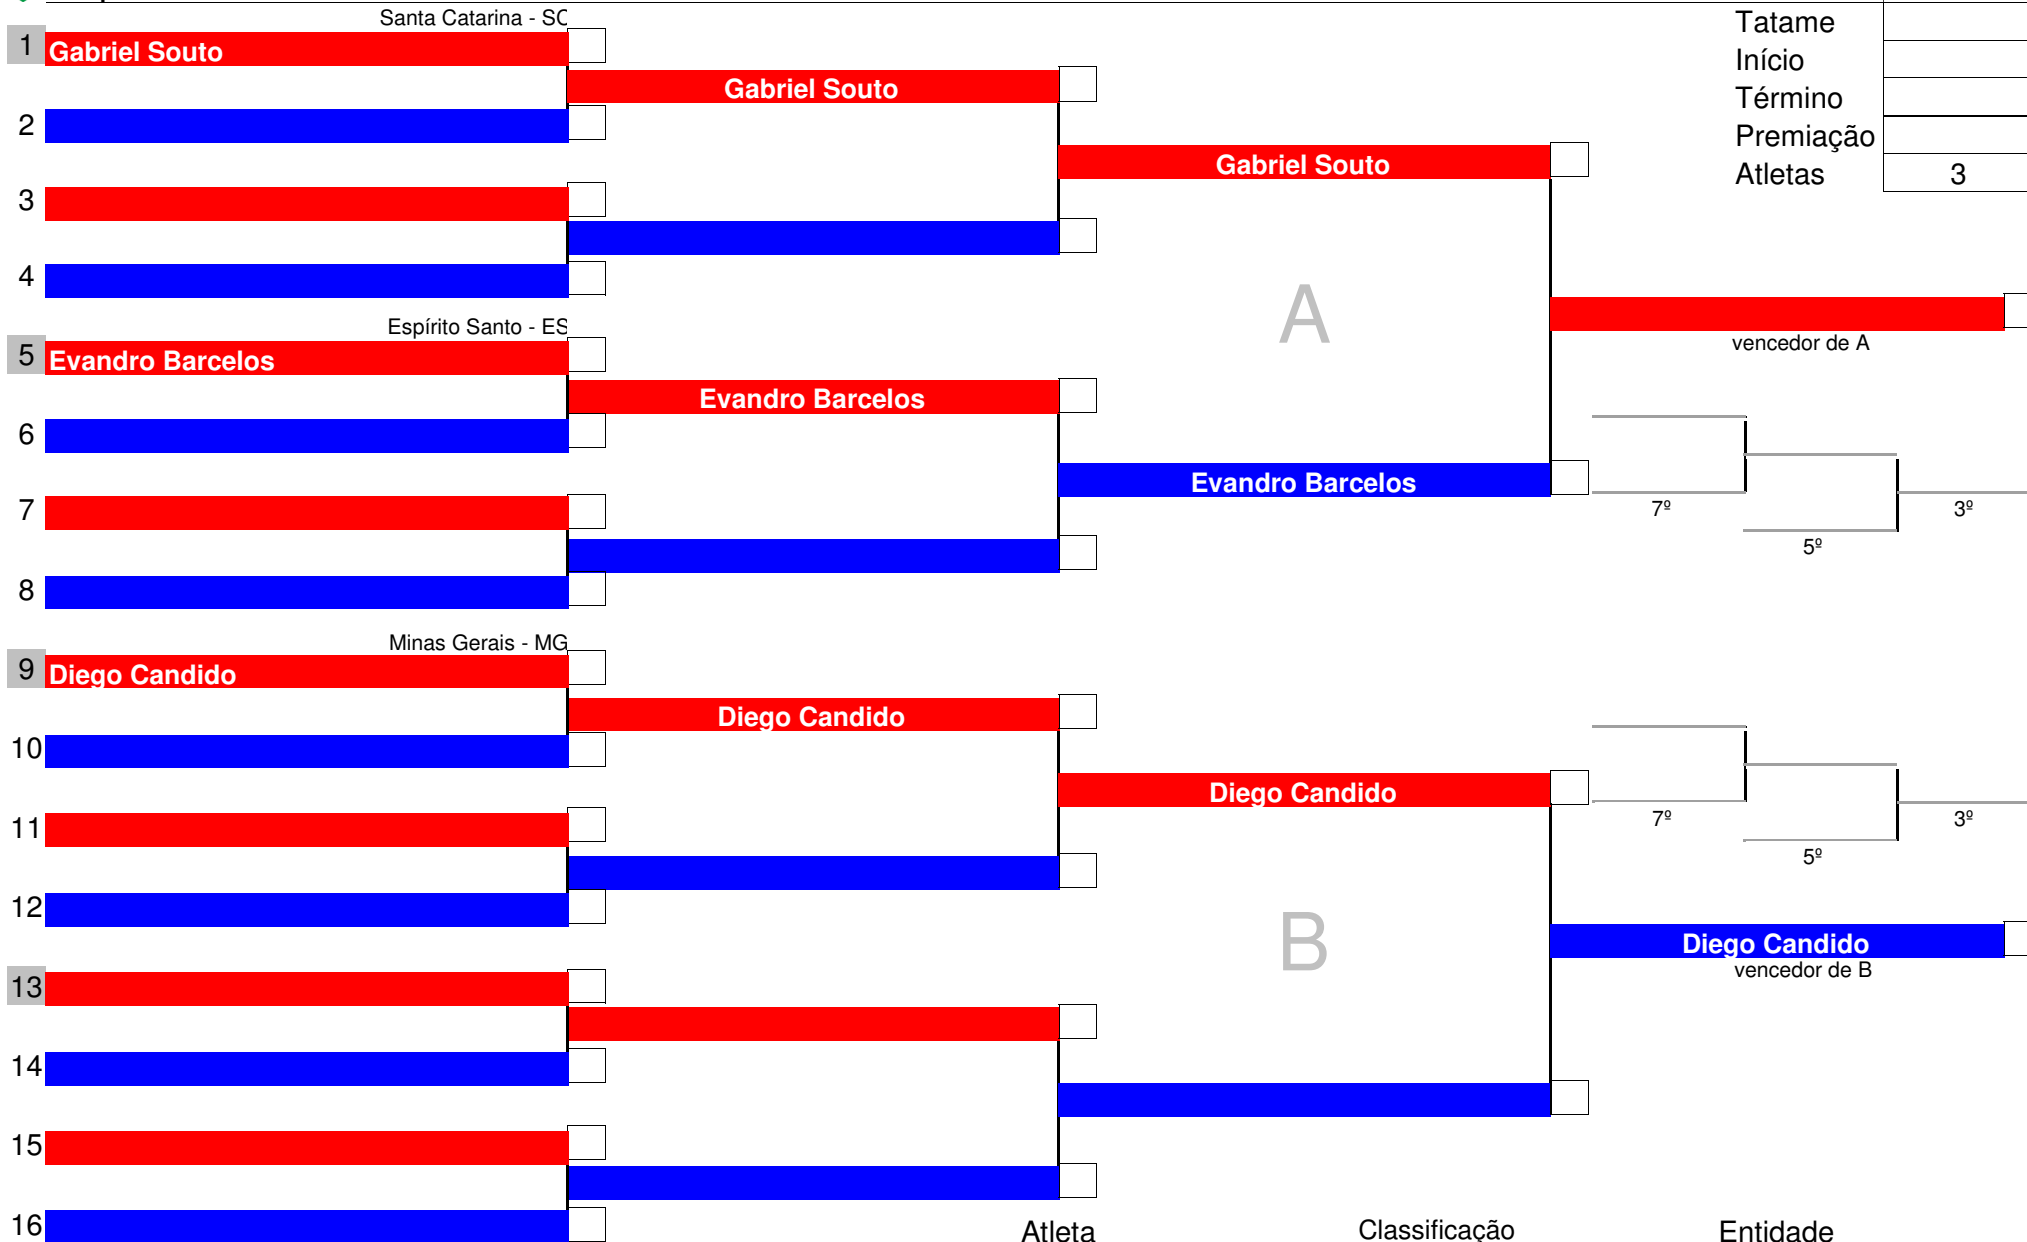 Santa Catarina - SC
Tatame
1 Gabriel Souto
Início
Gabriel Souto
Término
2
Premiação
Gabriel Souto
Atletas 3
3
4
A
Espírito Santo - ES
vencedor de A
5 Evandro Barcelos
Evandro Barcelos
6
Evandro Barcelos
7
7º 3º
5º
8
Minas Gerais - MG
9 Diego Candido
Diego Candido
10
Diego Candido
11
7º 3º
5º
12
B
Diego Candido
vencedor de B
13
14
15
16
Atleta Classificação Entidade